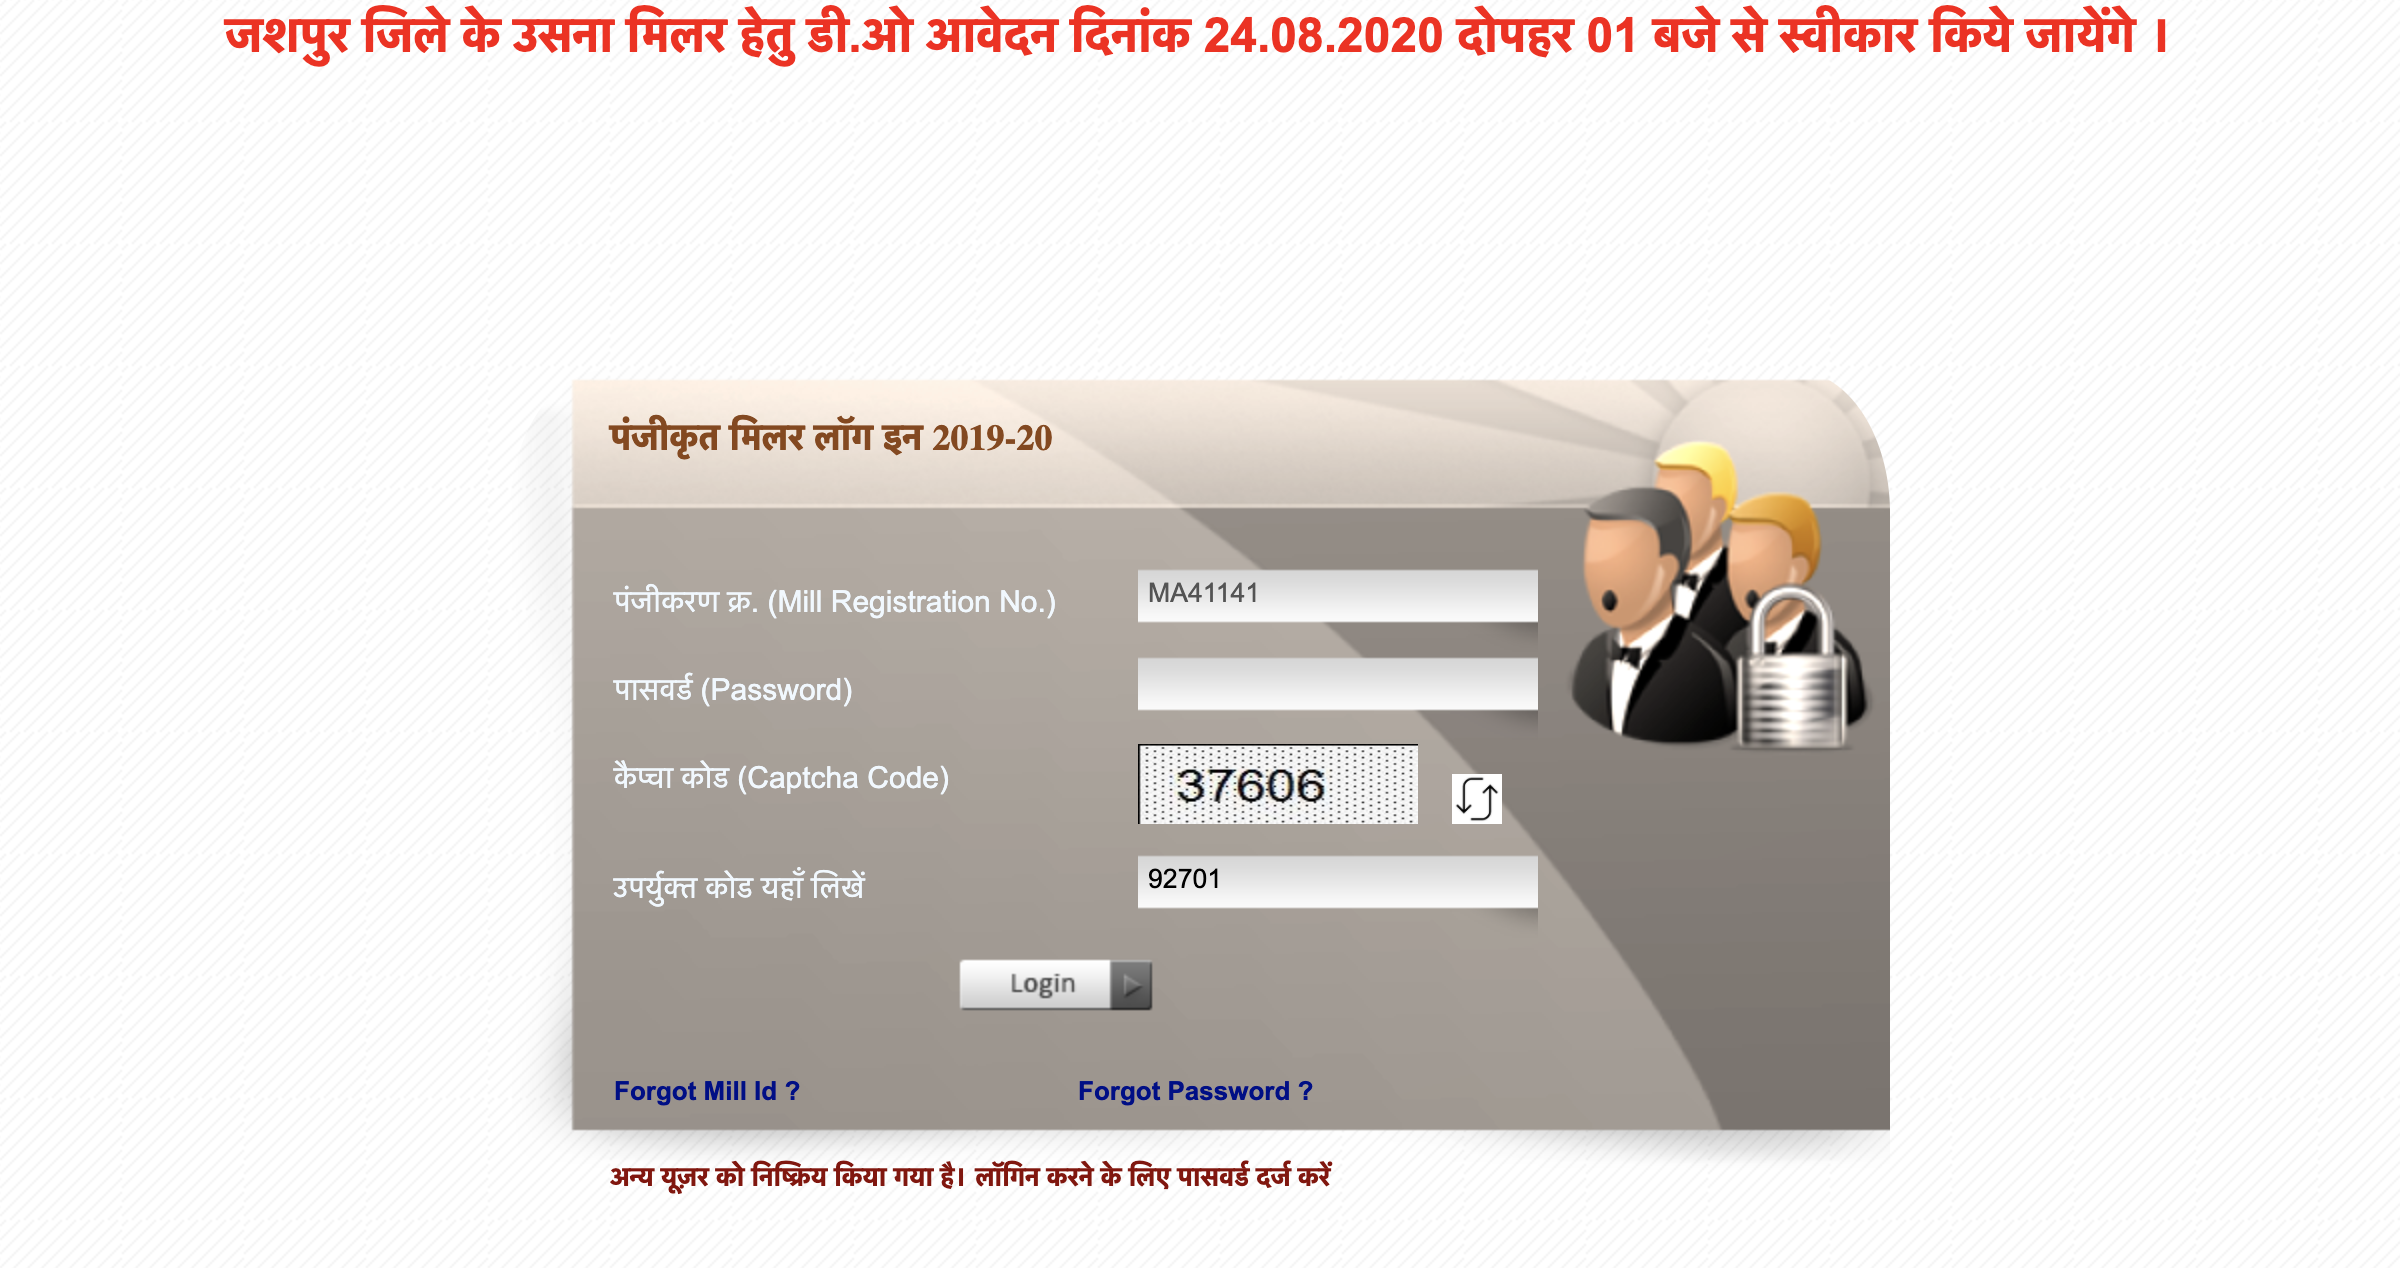 जशपुर जिले के उसना मिलर हेतु डी.ओ आवेदन दिनांक 24.08.2020 दोपहर 01 बजे से स्वीकार किये जायेंगे ।
पंजीकृत मिलर लॉग इन 2019-20
पंजीकरण क्र. (Mill Registration No.) MA41141
पासवर्ड (Password)
कैप्चा कोड (Captcha Code) 37606
उपर्युक्त कोड यहाँ लिखें 92701
Login
Forgot Mill Id ? Forgot Password ?
अन्य यूज़र को निष्क्रिय किया गया है। लॉगिन करने के लिए पासवर्ड दर्ज करें